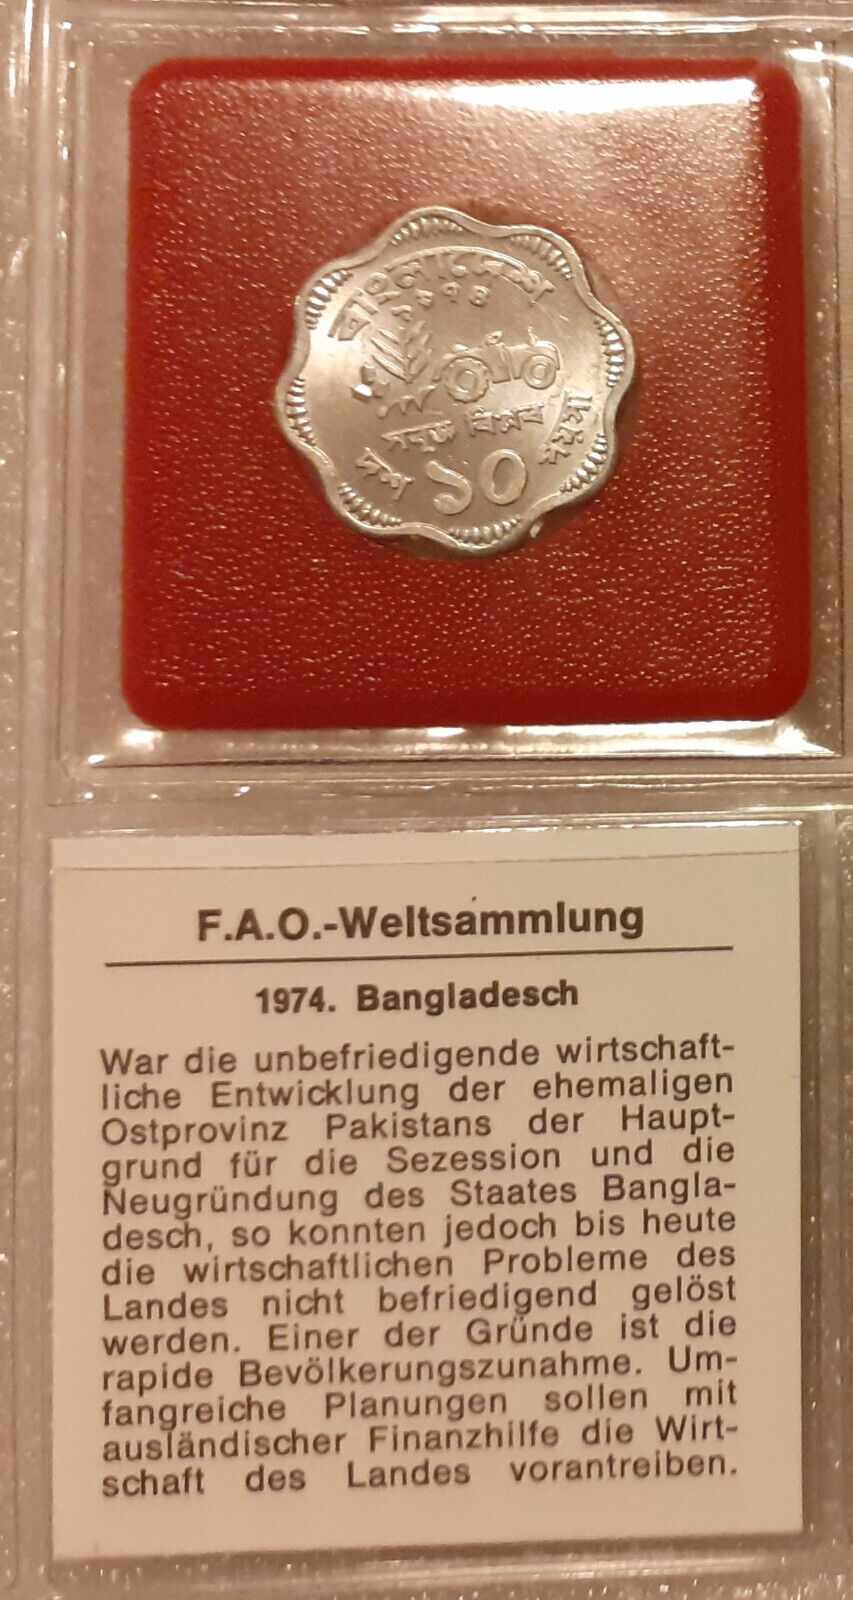 বাংলাদেশ
১৯৭৪
সবুজ বিপ্লব
দশ ১০ পয়সা
F.A.O.-Weltsammlung
1974. Bangladesch
War die unbefriedigende wirtschaft-
liche Entwicklung der ehemaligen
Ostprovinz Pakistans der Haupt-
grund für die Sezession und die
Neugründung des Staates Bangla-
desch, so konnten jedoch bis heute
die wirtschaftlichen Probleme des
Landes nicht befriedigend gelöst
werden. Einer der Gründe ist die
rapide Bevölkerungszunahme. Um-
fangreiche Planungen sollen mit
ausländischer Finanzhilfe die Wirt-
schaft des Landes vorantreiben.